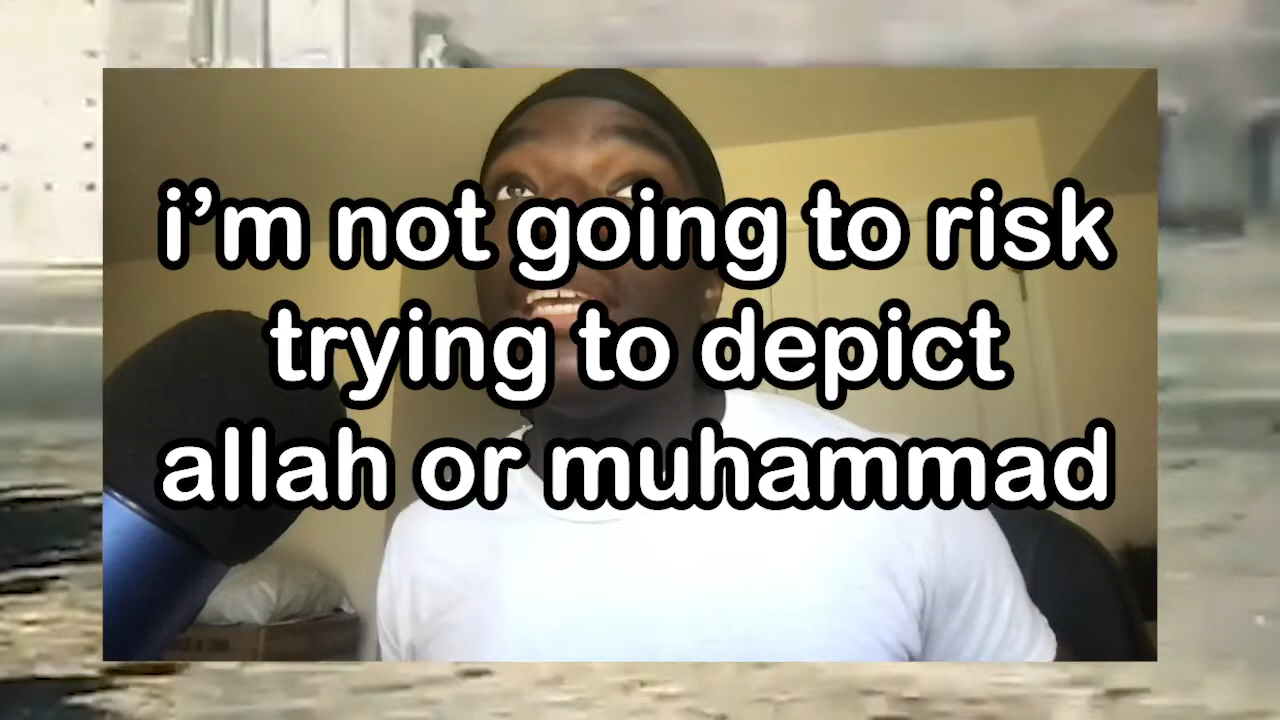 i'm not going to risk
trying to depict
allah or muhammad